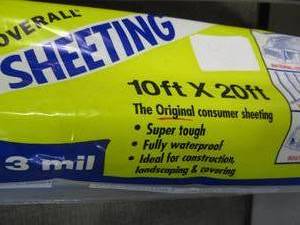 OVERALL
SHEETING
10ft X 20ft
The Original consumer sheeting
• Super tough
• Fully waterproof
• Ideal for construction,
landscaping & covering
3 mil